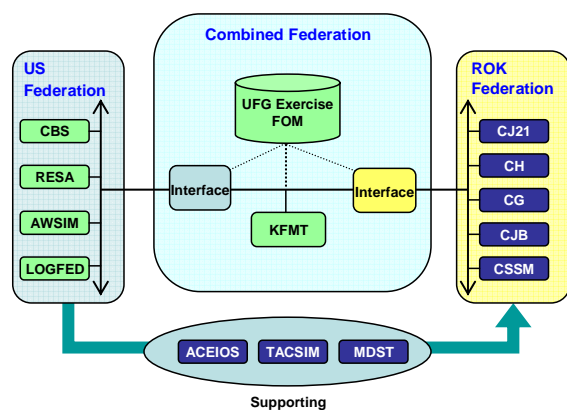 US
Federation
CBS
RESA
AWSIM
LOGFED
Combined Federation
UFG Exercise
FOM
Interface
Interface
KFMT
ROK
Federation
CJ21
CH
CG
CJB
CSSM
ACEIOS
TACSIM
MDST
Supporting